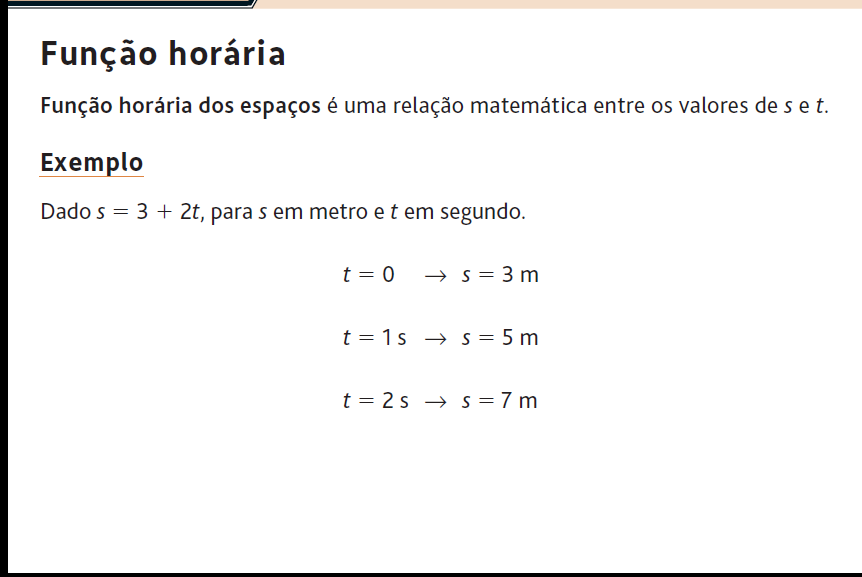 Função horária
Função horária dos espaços é uma relação matemática entre os valores de s e t.
Exemplo
Dado s = 3 + 2t, para s em metro e t em segundo.
t = 0 → s = 3 m
t = 1 s → s = 5 m
t = 2 s → s = 7 m